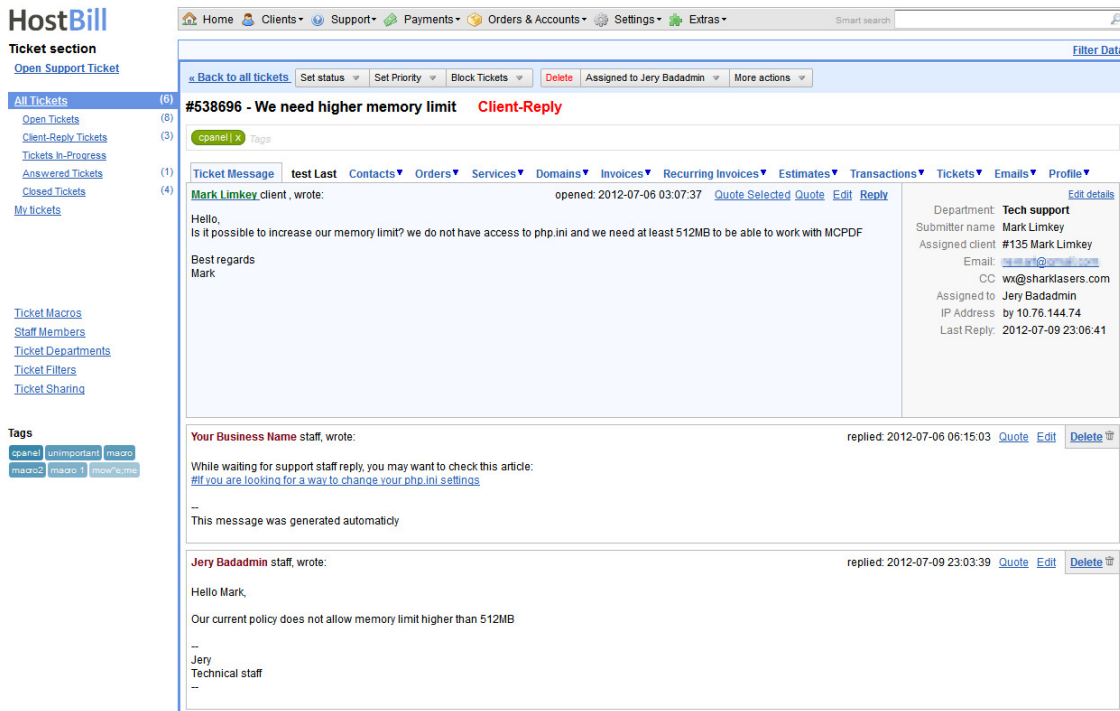 HostBill
Home Clients Support Payments Orders & Accounts Settings Extras Smart search
Ticket section
Open Support Ticket
Filter Data
« Back to all tickets Set status Set Priority Block Tickets Delete Assigned to Jery Badadmin More actions
All Tickets (6)
Open Tickets (8)
Client-Reply Tickets (3)
Tickets In-Progress
Answered Tickets (1)
Closed Tickets (4)
My tickets
Ticket Macros
Staff Members
Ticket Departments
Ticket Filters
Ticket Sharing
Tags
cpanel unimportant macro
macro2 macro 1 mow"e;me
#538696 - We need higher memory limit Client-Reply
cpanel | x Tags
Ticket Message test Last Contacts Orders Services Domains Invoices Recurring Invoices Estimates Transactions Tickets Emails Profile
Mark Limkey client , wrote: opened: 2012-07-06 03:07:37 Quote Selected Quote Edit Reply
Hello,
Is it possible to increase our memory limit? we do not have access to php.ini and we need at least 512MB to be able to work with MCPDF
Best regards
Mark
Edit details
Department: Tech support
Submitter name Mark Limkey
Assigned client #135 Mark Limkey
Email:
CC wx@sharklasers.com
Assigned to Jery Badadmin
IP Address by 10.76.144.74
Last Reply: 2012-07-09 23:06:41
Your Business Name staff, wrote: replied: 2012-07-06 06:15:03 Quote Edit Delete
While waiting for support staff reply, you may want to check this article:
#If you are looking for a way to change your php.ini settings
--
This message was generated automaticly
Jery Badadmin staff, wrote: replied: 2012-07-09 23:03:39 Quote Edit Delete
Hello Mark,
Our current policy does not allow memory limit higher than 512MB
--
Jery
Technical staff
--